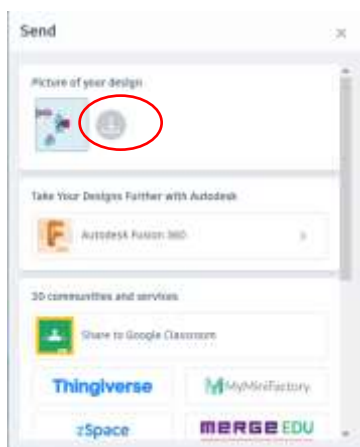 Send
Picture of your design
Take Your Designs Further with Autodesk
Autodesk Fusion 360
3D communities and services
Share to Google Classroom
Thingiverse
MyMiniFactory
zSpace
MERGE EDU